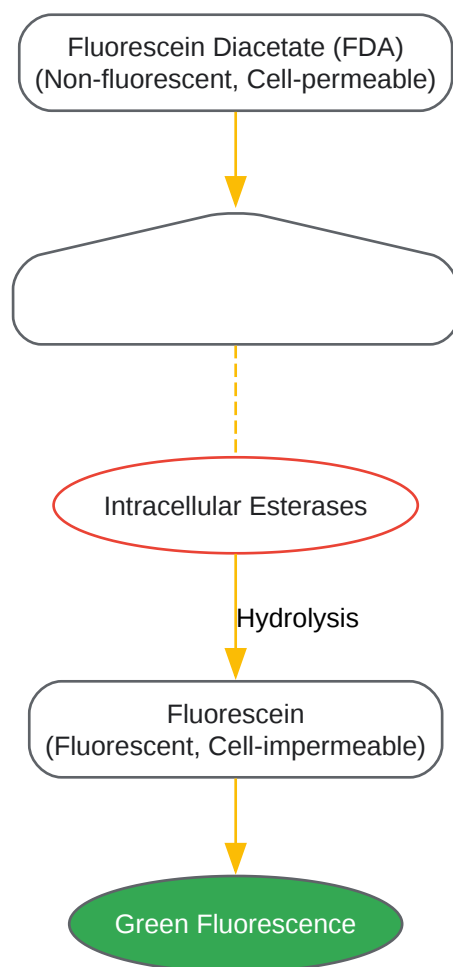 Fluorescein Diacetate (FDA)
(Non-fluorescent, Cell-permeable)
Intracellular Esterases
Hydrolysis
Fluorescein
(Fluorescent, Cell-impermeable)
Green Fluorescence